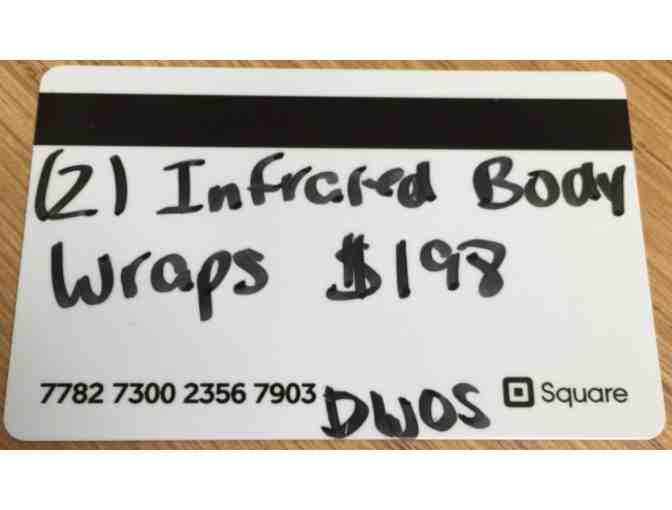 (2) Infrared Body
Wraps $198
7782 7300 2356 7903 DWOS Square